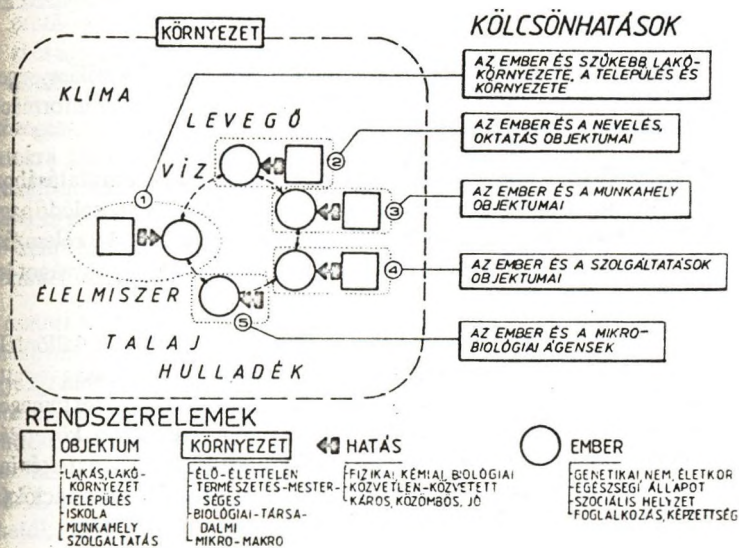 KÖRNYEZET
KÖLCSÖNHATÁSOK
KLIMA
LEVEGŐ
VÍZ
ÉLELMISZER
TALAJ
HULLADÉK
1
2
3
4
5
AZ EMBER ÉS SZŰKEBB LAKÓ-
KÖRNYEZETE, A TELEPÜLÉS ÉS
KÖRNYEZETE
AZ EMBER ÉS A NEVELÉS,
OKTATÁS OBJEKTUMAI
AZ EMBER ÉS A MUNKAHELY
OBJEKTUMAI
AZ EMBER ÉS A SZOLGÁLTATÁSOK
OBJEKTUMAI
AZ EMBER ÉS A MIKRO-
BIOLÓGIAI ÁGENSEK
RENDSZERELEMEK
OBJEKTUM
LAKÁS, LAKÓ-
KÖRNYEZET
TELEPÜLÉS
ISKOLA
MUNKAHELY
SZOLGALTATÁS
KÖRNYEZET
ÉLŐ-ÉLETTELEN
TERMÉSZETES-MESTER-
SÉGES
BIOLÓGIAI-TÁRSA-
DALMI
MIKRO-MAKRO
HATÁS
FIZIKAI, KÉMIAI, BIOLÓGIAI
KÖZVETLEN-KÖZVETETT
KÁROS, KÖZÖMBÖS, JÓ
EMBER
GENETIKAI NEM, ÉLETKOR
EGÉSZSÉGI ÁLLAPOT
SZOCIÁLIS HELYZET
FOGLALKOZÁS, KÉPZETTSÉG